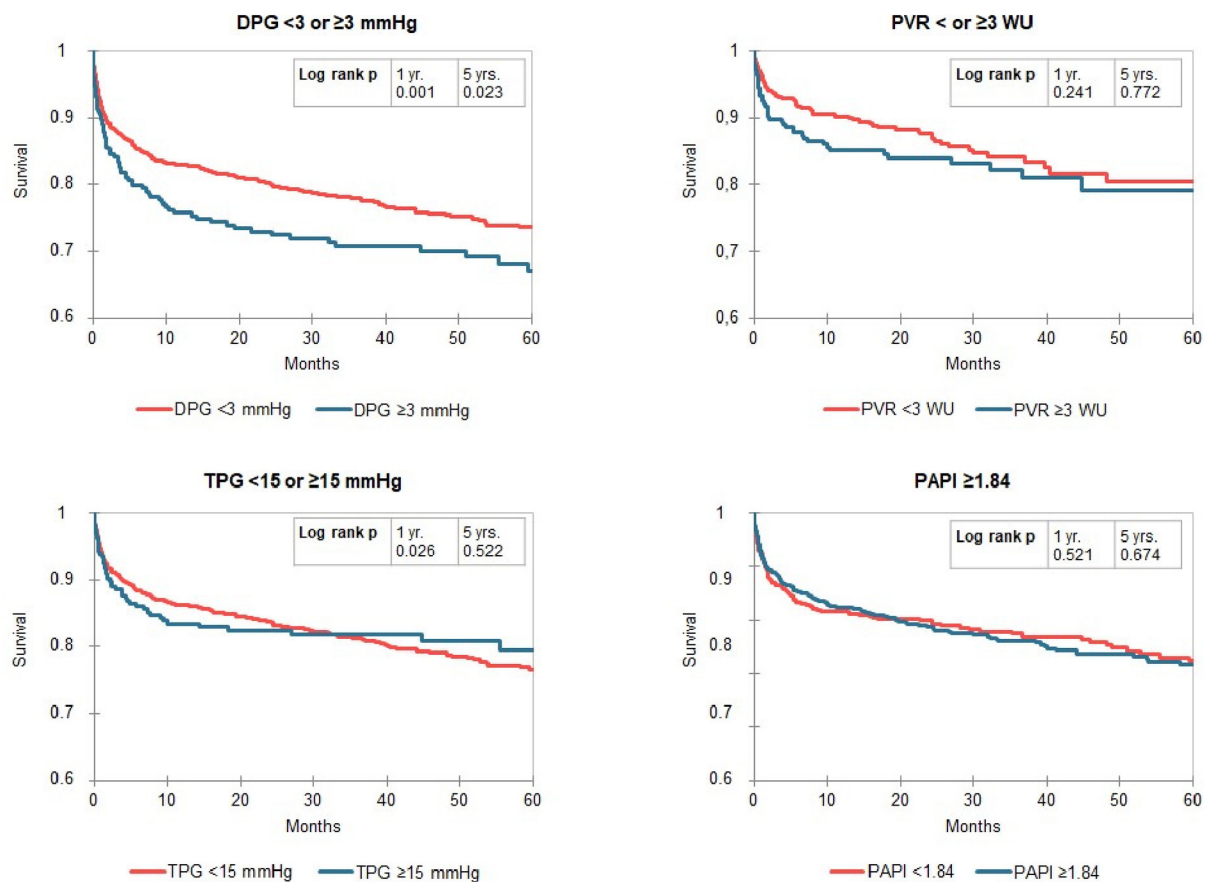 DPG <3 or ≥3 mmHg
Log rank p 1 yr. 5 yrs.
0.001 0.023
1
0.9
0.8
0.7
0.6
Survival
0 10 20 30 40 50 60
Months
DPG <3 mmHg DPG ≥3 mmHg
PVR < or ≥3 WU
Log rank p 1 yr. 5 yrs.
0.241 0.772
1
0,9
0,8
0,7
0,6
Survival
0 10 20 30 40 50 60
Months
PVR <3 WU PVR ≥3 WU
TPG <15 or ≥15 mmHg
Log rank p 1 yr. 5 yrs.
0.026 0.522
1
0.9
0.8
0.7
0.6
Survival
0 10 20 30 40 50 60
Months
TPG <15 mmHg TPG ≥15 mmHg
PAPI ≥1.84
Log rank p 1 yr. 5 yrs.
0.521 0.674
1
0.9
0.8
0.7
0.6
Survival
0 10 20 30 40 50 60
Months
PAPI <1.84 PAPI ≥1.84